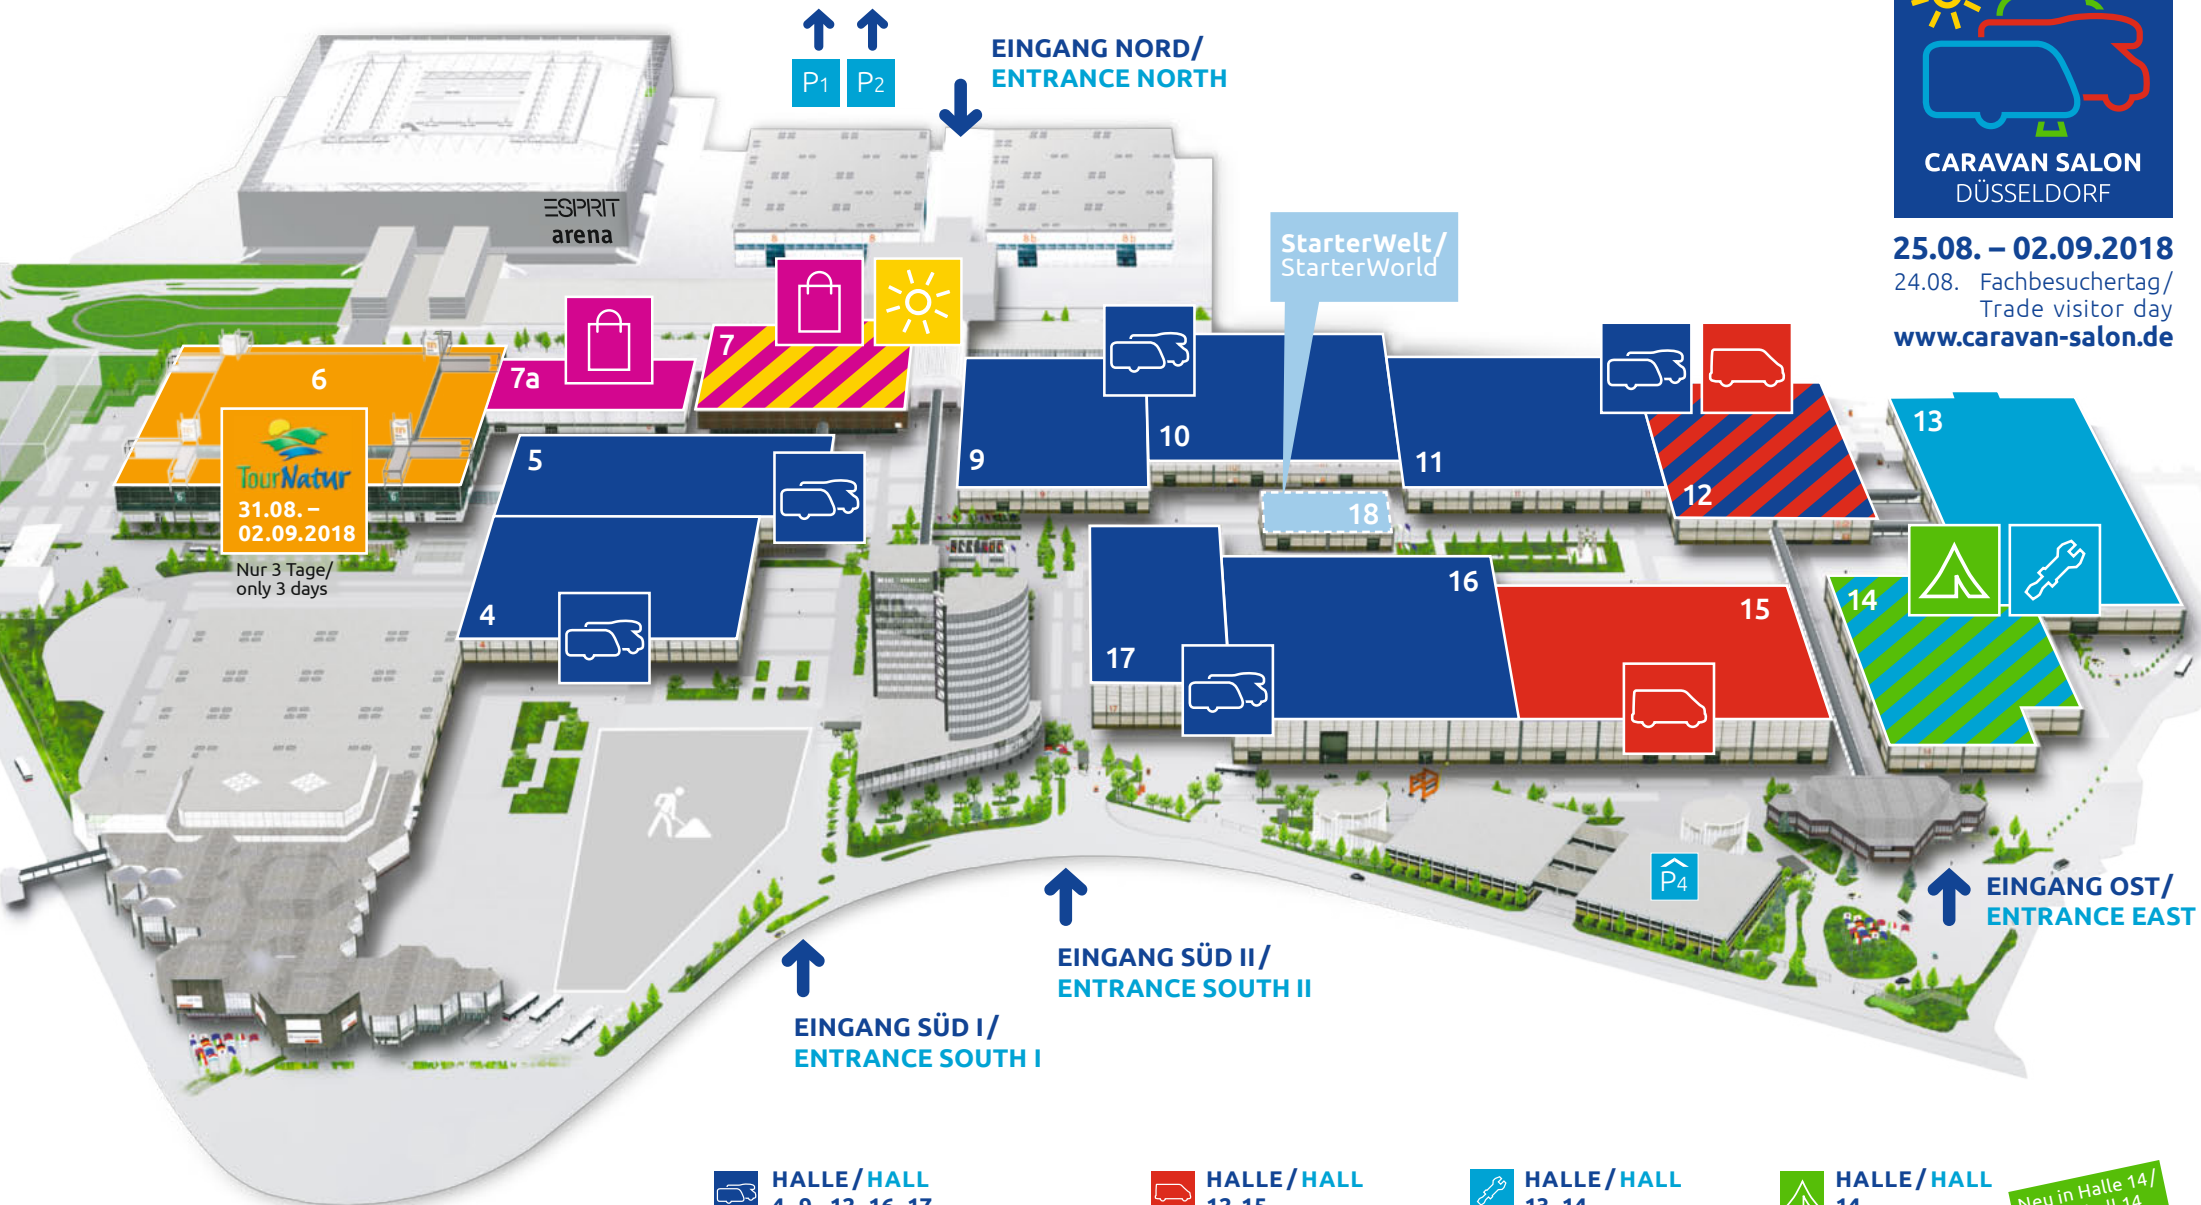 P1 P2
EINGANG NORD/
ENTRANCE NORTH
CARAVAN SALON
DÜSSELDORF
25.08. – 02.09.2018
24.08. Fachbesuchertag/
Trade visitor day
www.caravan-salon.de
ESPRIT
arena
StarterWelt/
StarterWorld
6
7a
7
5
4
9
10
11
12
13
14
15
16
17
18
TourNatur
31.08. –
02.09.2018
Nur 3 Tage/
only 3 days
P4
EINGANG OST/
ENTRANCE EAST
EINGANG SÜD II/
ENTRANCE SOUTH II
EINGANG SÜD I/
ENTRANCE SOUTH I
HALLE/HALL
HALLE/HALL
HALLE/HALL
HALLE/HALL
Neu in Halle 14/